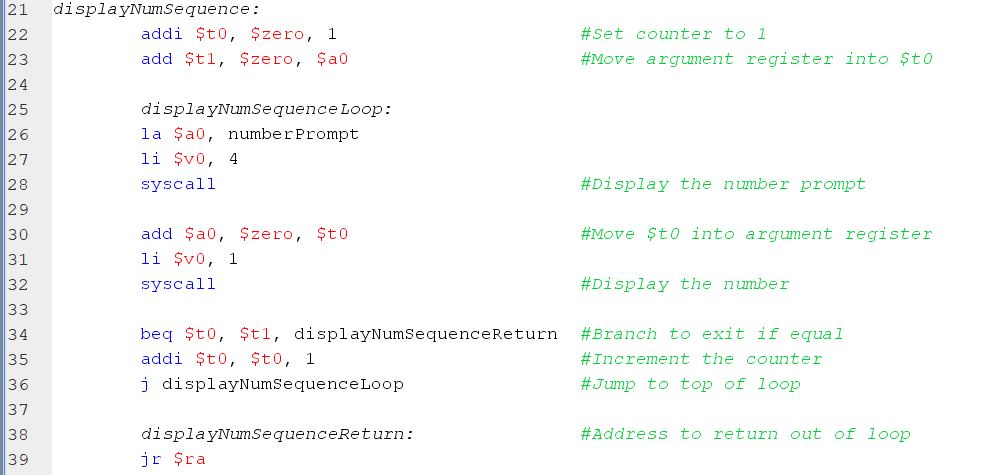 21 displayNumSequence:
22 addi $t0, $zero, 1 #Set counter to 1
23 add $t1, $zero, $a0 #Move argument register into $t0
24
25 displayNumSequenceLoop:
26 la $a0, numberPrompt
27 li $v0, 4
28 syscall #Display the number prompt
29
30 add $a0, $zero, $t0 #Move $t0 into argument register
31 li $v0, 1
32 syscall #Display the number
33
34 beq $t0, $t1, displayNumSequenceReturn #Branch to exit if equal
35 addi $t0, $t0, 1 #Increment the counter
36 j displayNumSequenceLoop #Jump to top of loop
37
38 displayNumSequenceReturn: #Address to return out of loop
39 jr $ra